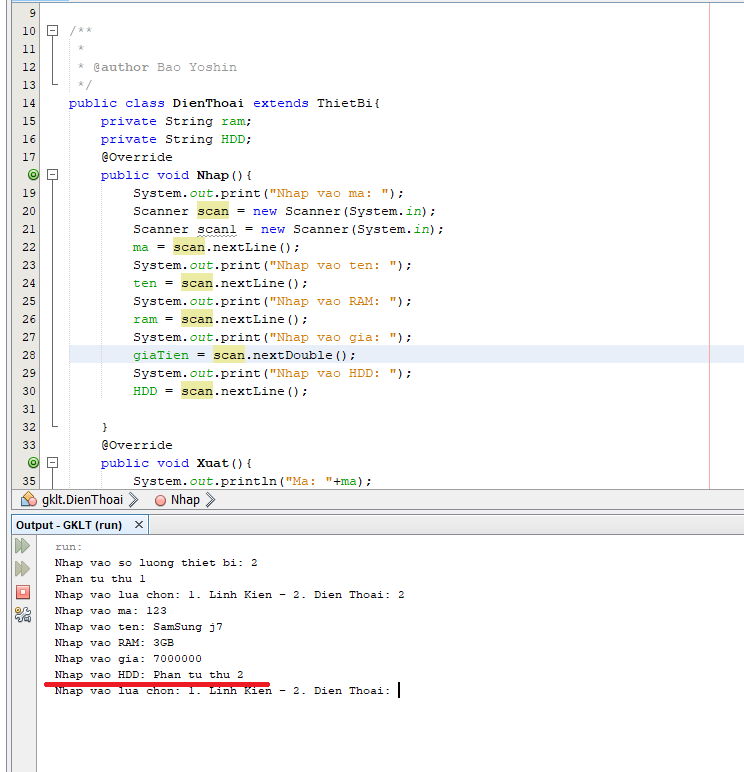 9
10 /**
11 *
12 * @author Bao Yoshin
13 */
14 public class DienThoai extends ThietBi{
15 private String ram;
16 private String HDD;
17 @Override
public void Nhap(){
19 System.out.print("Nhap vao ma: ");
20 Scanner scan = new Scanner(System.in);
21 Scanner scan1 = new Scanner(System.in);
22 ma = scan.nextLine();
23 System.out.print("Nhap vao ten: ");
24 ten = scan.nextLine();
25 System.out.print("Nhap vao RAM: ");
26 ram = scan.nextLine();
27 System.out.print("Nhap vao gia: ");
28 giaTien = scan.nextDouble();
29 System.out.print("Nhap vao HDD: ");
30 HDD = scan.nextLine();
31
32 }
33 @Override
public void Xuat(){
35 System.out.println("Ma: "+ma);
gklt.DienThoai Nhap
Output - GKLT (run) ×
run:
Nhap vao so luong thiet bi: 2
Phan tu thu 1
Nhap vao lua chon: 1. Linh Kien - 2. Dien Thoai: 2
Nhap vao ma: 123
Nhap vao ten: SamSung j7
Nhap vao RAM: 3GB
Nhap vao gia: 7000000
Nhap vao HDD: Phan tu thu 2
Nhap vao lua chon: 1. Linh Kien - 2. Dien Thoai: